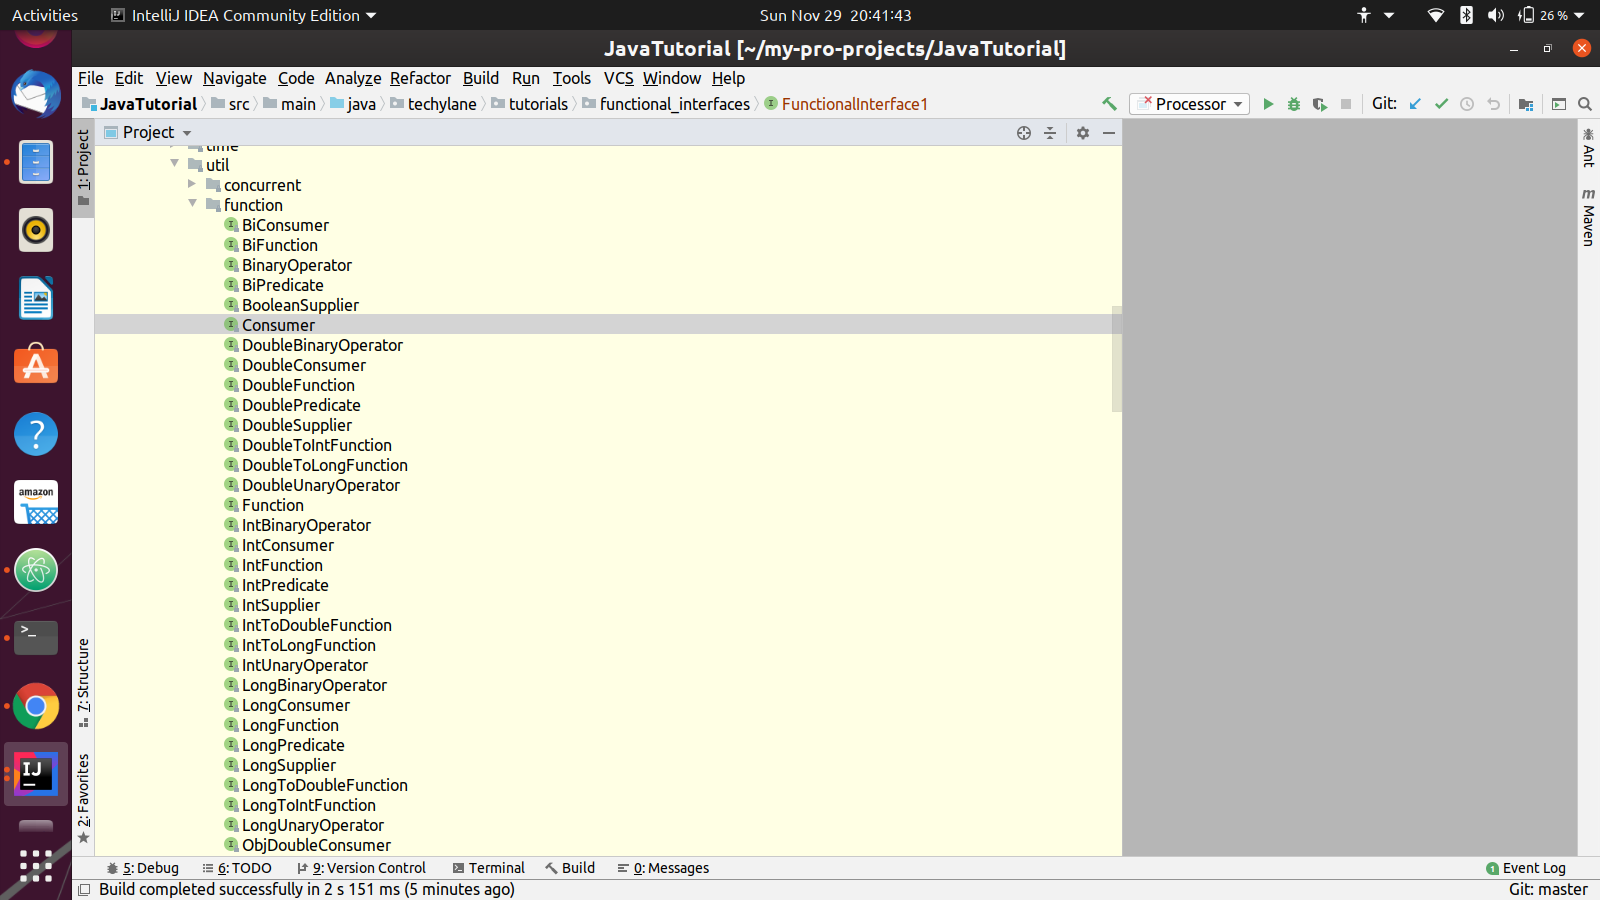 Activities IntelliJ IDEA Community Edition Sun Nov 29 20:41:43 26 %
JavaTutorial [~/my-pro-projects/JavaTutorial]
File Edit View Navigate Code Analyze Refactor Build Run Tools VCS Window Help
JavaTutorial src main java techylane tutorials functional_interfaces FunctionalInterface1 Processor Git:
Project
1: Project
7: Structure
2: Favorites
time
util
concurrent
function
BiConsumer
BiFunction
BinaryOperator
BiPredicate
BooleanSupplier
Consumer
DoubleBinaryOperator
DoubleConsumer
DoubleFunction
DoublePredicate
DoubleSupplier
DoubleToIntFunction
DoubleToLongFunction
DoubleUnaryOperator
Function
IntBinaryOperator
IntConsumer
IntFunction
IntPredicate
IntSupplier
IntToDoubleFunction
IntToLongFunction
IntUnaryOperator
LongBinaryOperator
LongConsumer
LongFunction
LongPredicate
LongSupplier
LongToDoubleFunction
LongToIntFunction
LongUnaryOperator
ObjDoubleConsumer
Ant
m Maven
amazon
IJ
5: Debug 6: TODO 9: Version Control Terminal Build 0: Messages 1 Event Log
Build completed successfully in 2 s 151 ms (5 minutes ago) Git: master